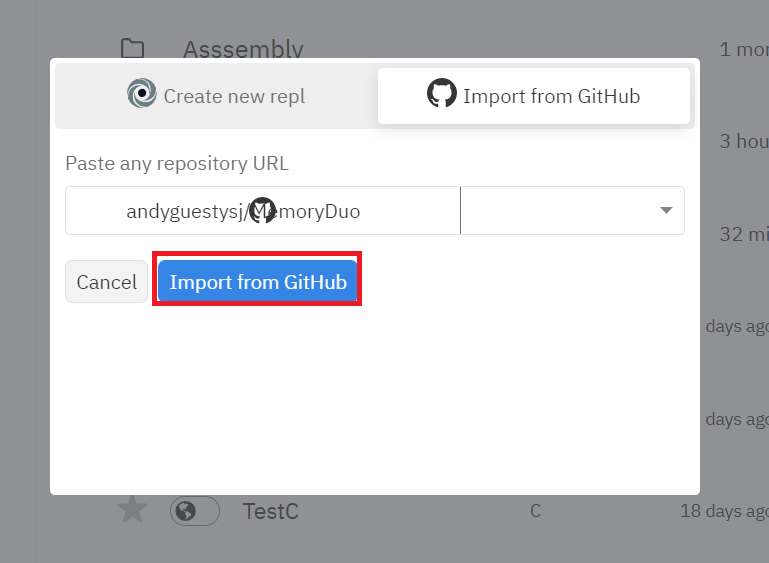 Asssembly
1 mon
Create new repl
Import from GitHub
3 hou
Paste any repository URL
andyguestysj/MemoryDuo
32 mi
Cancel
Import from GitHub
days ago
days ago
TestC
C
18 days ago